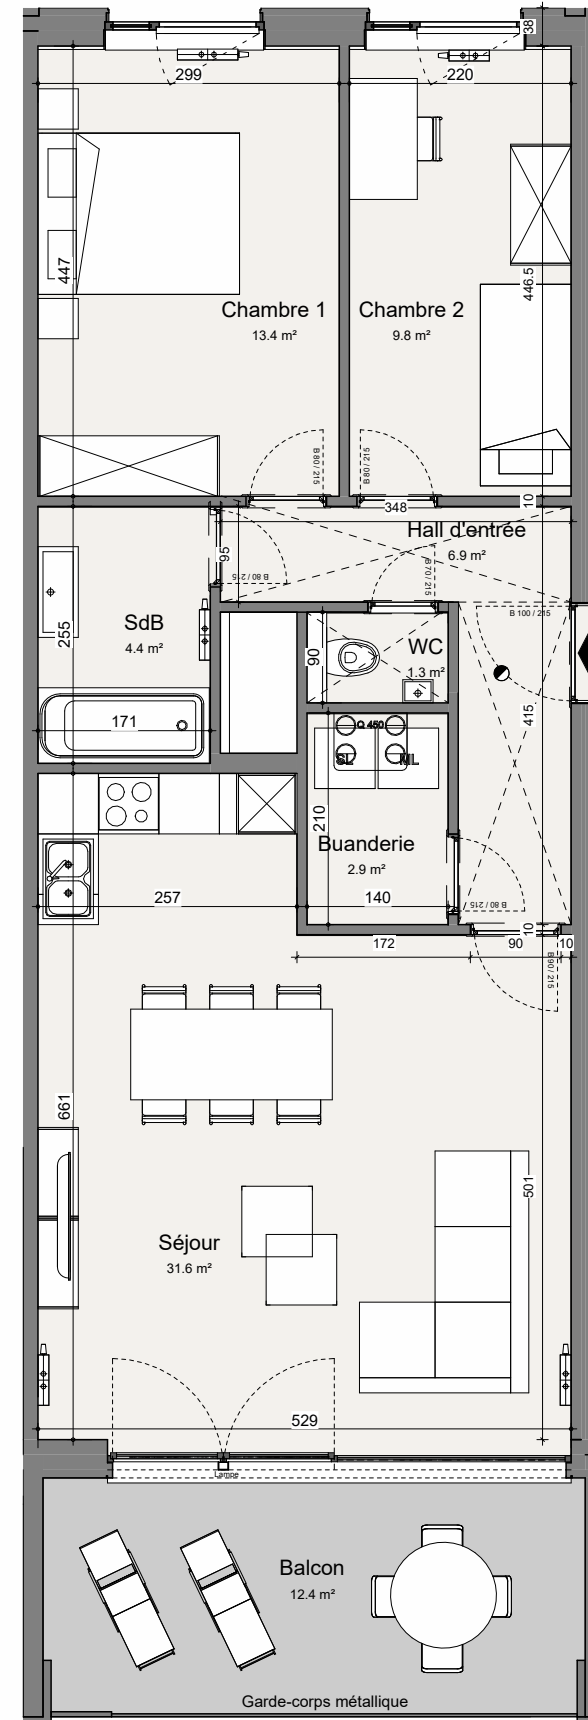 38
299
220
447
446.5
Chambre 1
13.4 m²
Chambre 2
9.8 m²
B 80 / 215
B 80 / 215
348
10
Hall d'entrée
6.9 m²
95
B 80 / 215
B 70 / 215
B 100 / 215
SdB
4.4 m²
255
WC
1.3 m²
90
171
415
Q 450
SL
ML
210
Buanderie
2.9 m²
257
140
B 80 / 215
10
172
90
10
B 90 / 215
661
501
Séjour
31.6 m²
529
Lampe
Balcon
12.4 m²
Garde-corps métallique